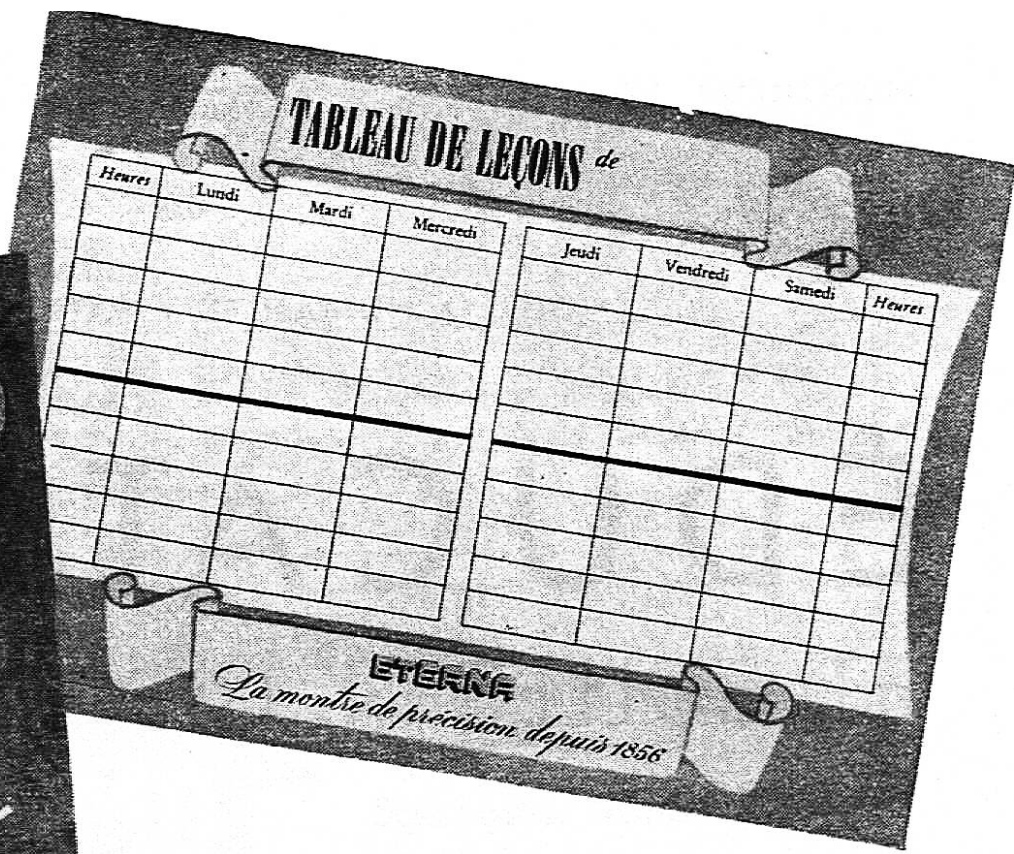 TABLEAU DE LEÇONS de
Heures Lundi Mardi Mercredi Jeudi Vendredi Samedi Heures
ETERNA
La montre de précision depuis 1856